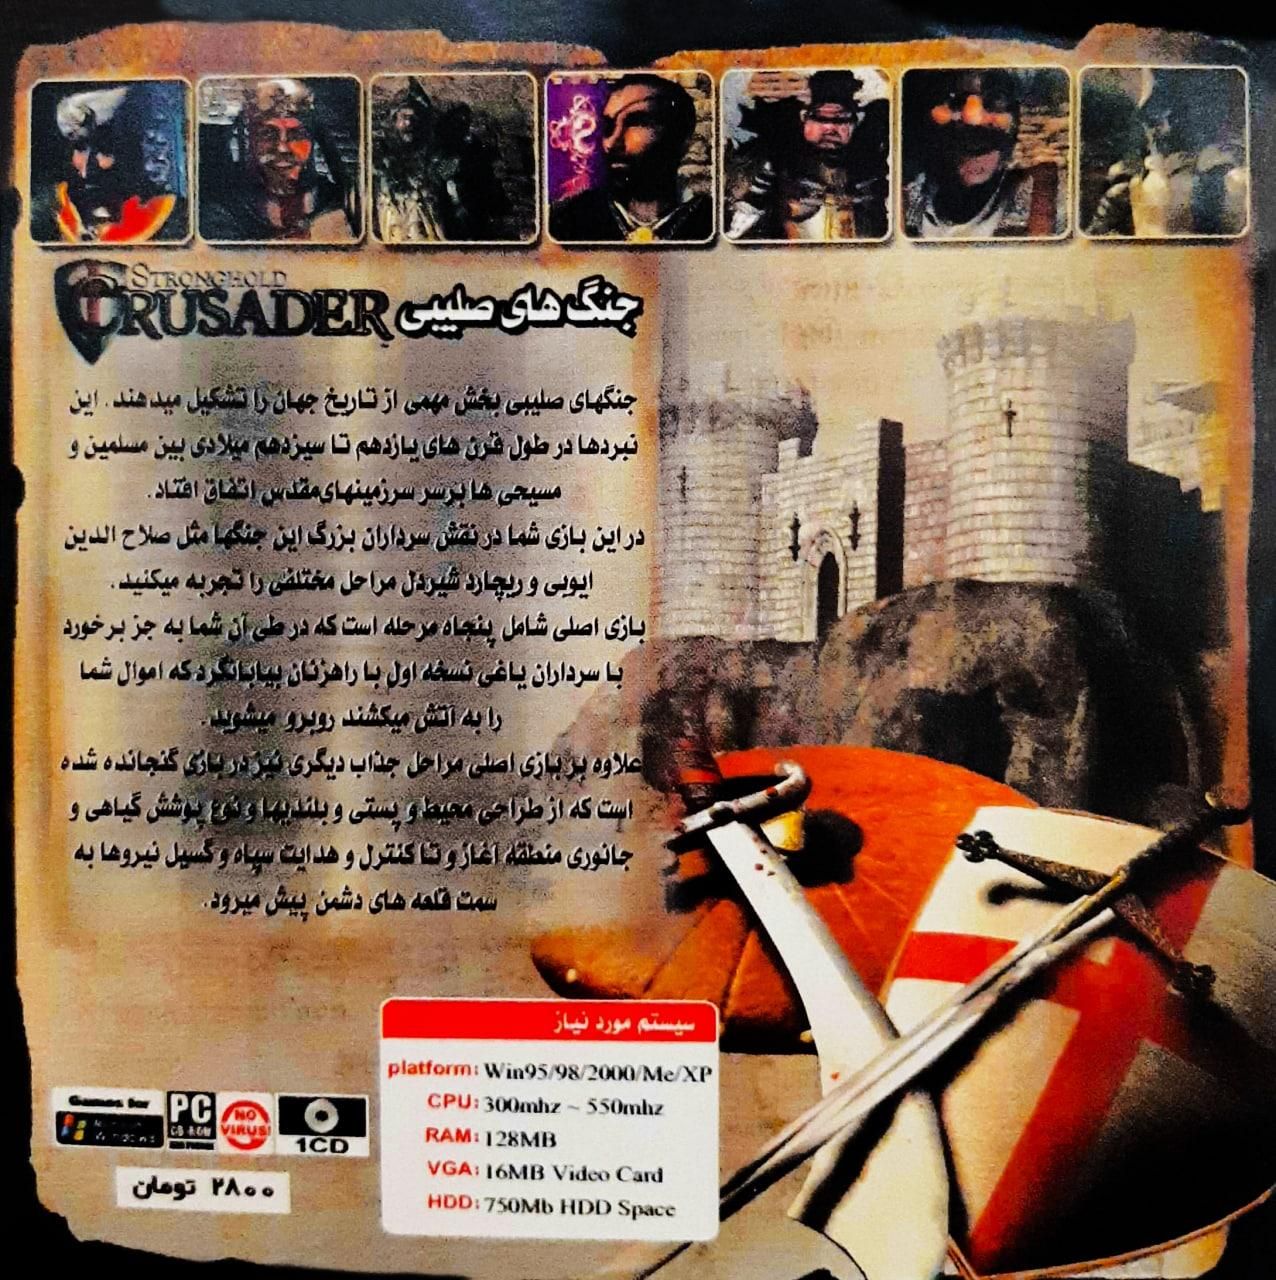 STRONGHOLD
CRUSADER جنگ های صلیبی
جنگهای صلیبی بخش مهمی از تاریخ جهان را تشکیل میدهند. این
نبردها در طول قرن های یازدهم تا سیزدهم میلادی بین مسلمین و
مسیحی ها برسر سرزمینهای مقدس اتفاق افتاد.
در این بازی شما در نقش سرداران بزرگ این جنگها مثل صلاح الدین
ایوبی و ریچارد شیردل مراحل مختلفی را تجربه میکنید.
بازی اصلی شامل پنجاه مرحله است که در طی آن شما به جز برخورد
با سرداران یاغی نسخه اول با راهزنان بیابانگرد که اموال شما
را به آتش میکشند روبرو میشوید.
علاوه بر بازی اصلی مراحل جذاب دیگری نیز در بازی گنجانده شده
است که از طراحی محیط و پستی و بلندیها و نوع پوشش گیاهی و
جانوری منطقه آغاز و تا کنترل و هدایت سپاه و گسیل نیروها به
سمت قلعه های دشمن پیش میرود.
سیستم مورد نیاز
platform: Win95/98/2000/Me/XP
CPU: 300mhz ~ 550mhz
RAM: 128MB
VGA: 16MB Video Card
HDD: 750Mb HDD Space
Games for
Microsoft
Windows
PC
CD-ROM
NO
VIRUS!
1CD
۲۸۰۰ تومان